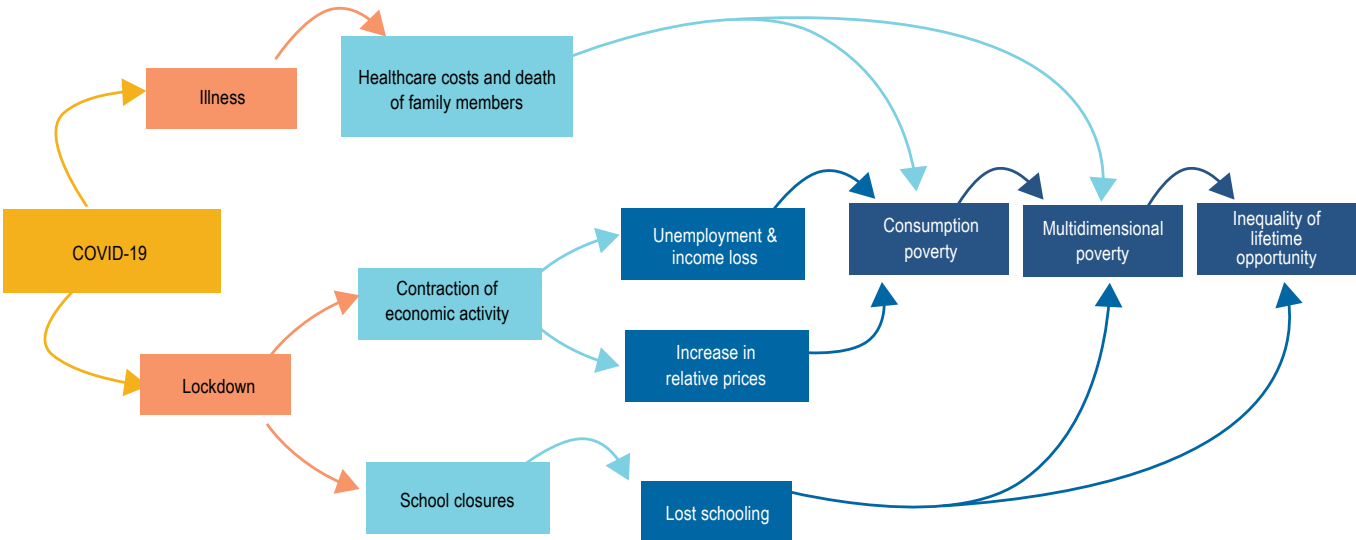 Illness
Healthcare costs and death
of family members
COVID-19
Lockdown
Contraction of
economic activity
School closures
Unemployment &
income loss
Increase in
relative prices
Lost schooling
Consumption
poverty
Multidimensional
poverty
Inequality of
lifetime
opportunity